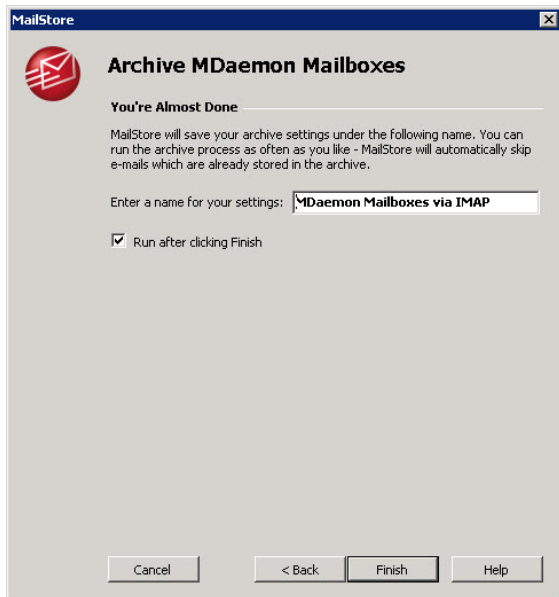 MailStore
Archive MDaemon Mailboxes
You're Almost Done
MailStore will save your archive settings under the following name. You can
run the archive process as often as you like - MailStore will automatically skip
e-mails which are already stored in the archive.
Enter a name for your settings: MDaemon Mailboxes via IMAP
Run after clicking Finish
Cancel < Back Finish Help